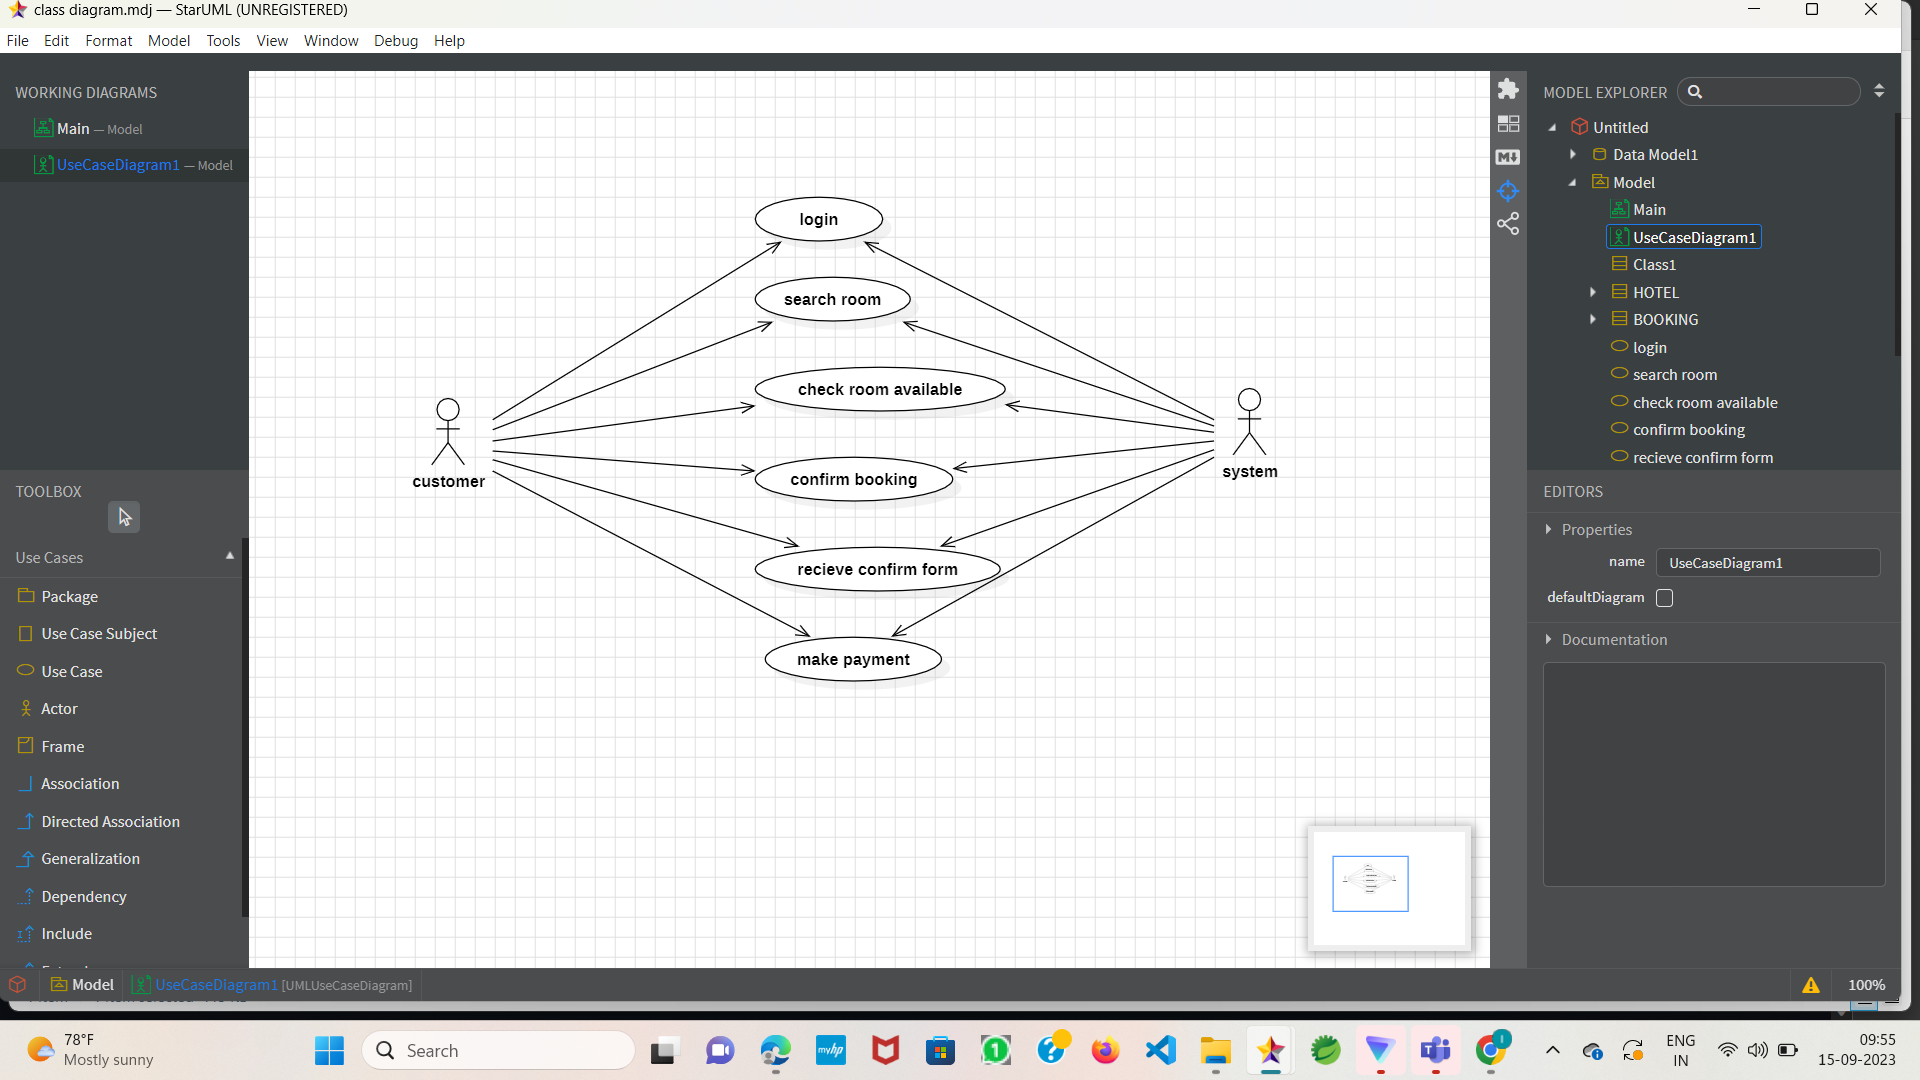 class diagram.mdj — StarUML (UNREGISTERED)
File Edit Format Model Tools View Window Debug Help
WORKING DIAGRAMS
Main — Model
UseCaseDiagram1 — Model
TOOLBOX
Use Cases
Package
Use Case Subject
Use Case
Actor
Frame
Association
Directed Association
Generalization
Dependency
Include
login
search room
check room available
confirm booking
recieve confirm form
make payment
customer
system
MODEL EXPLORER
Untitled
Data Model1
Model
Main
UseCaseDiagram1
Class1
HOTEL
BOOKING
login
search room
check room available
confirm booking
recieve confirm form
EDITORS
Properties
name UseCaseDiagram1
defaultDiagram
Documentation
Model UseCaseDiagram1 [UMLUseCaseDiagram]
100%
78°F
Mostly sunny
Search
myhp
ENG
IN
09:55
15-09-2023